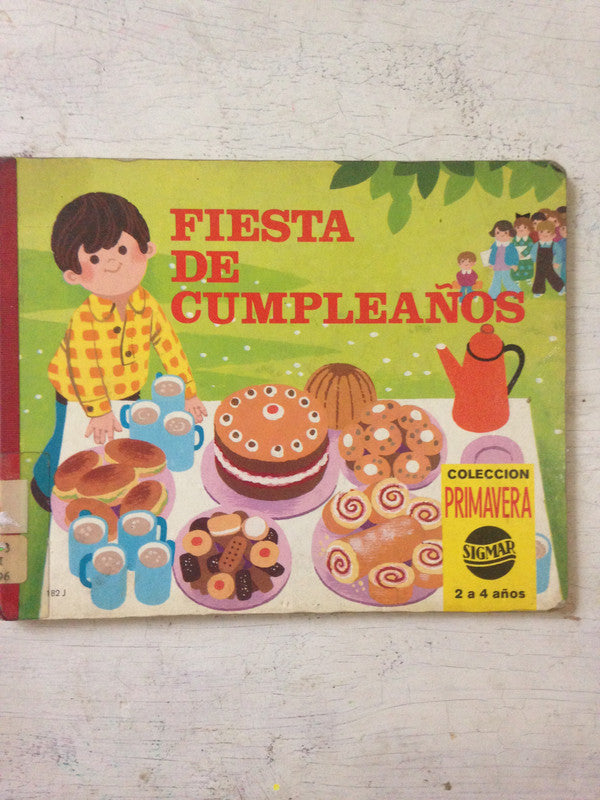 FIESTA
DE
CUMPLEAÑOS
COLECCION
PRIMAVERA
SIGMAR
2 a 4 años
182 J